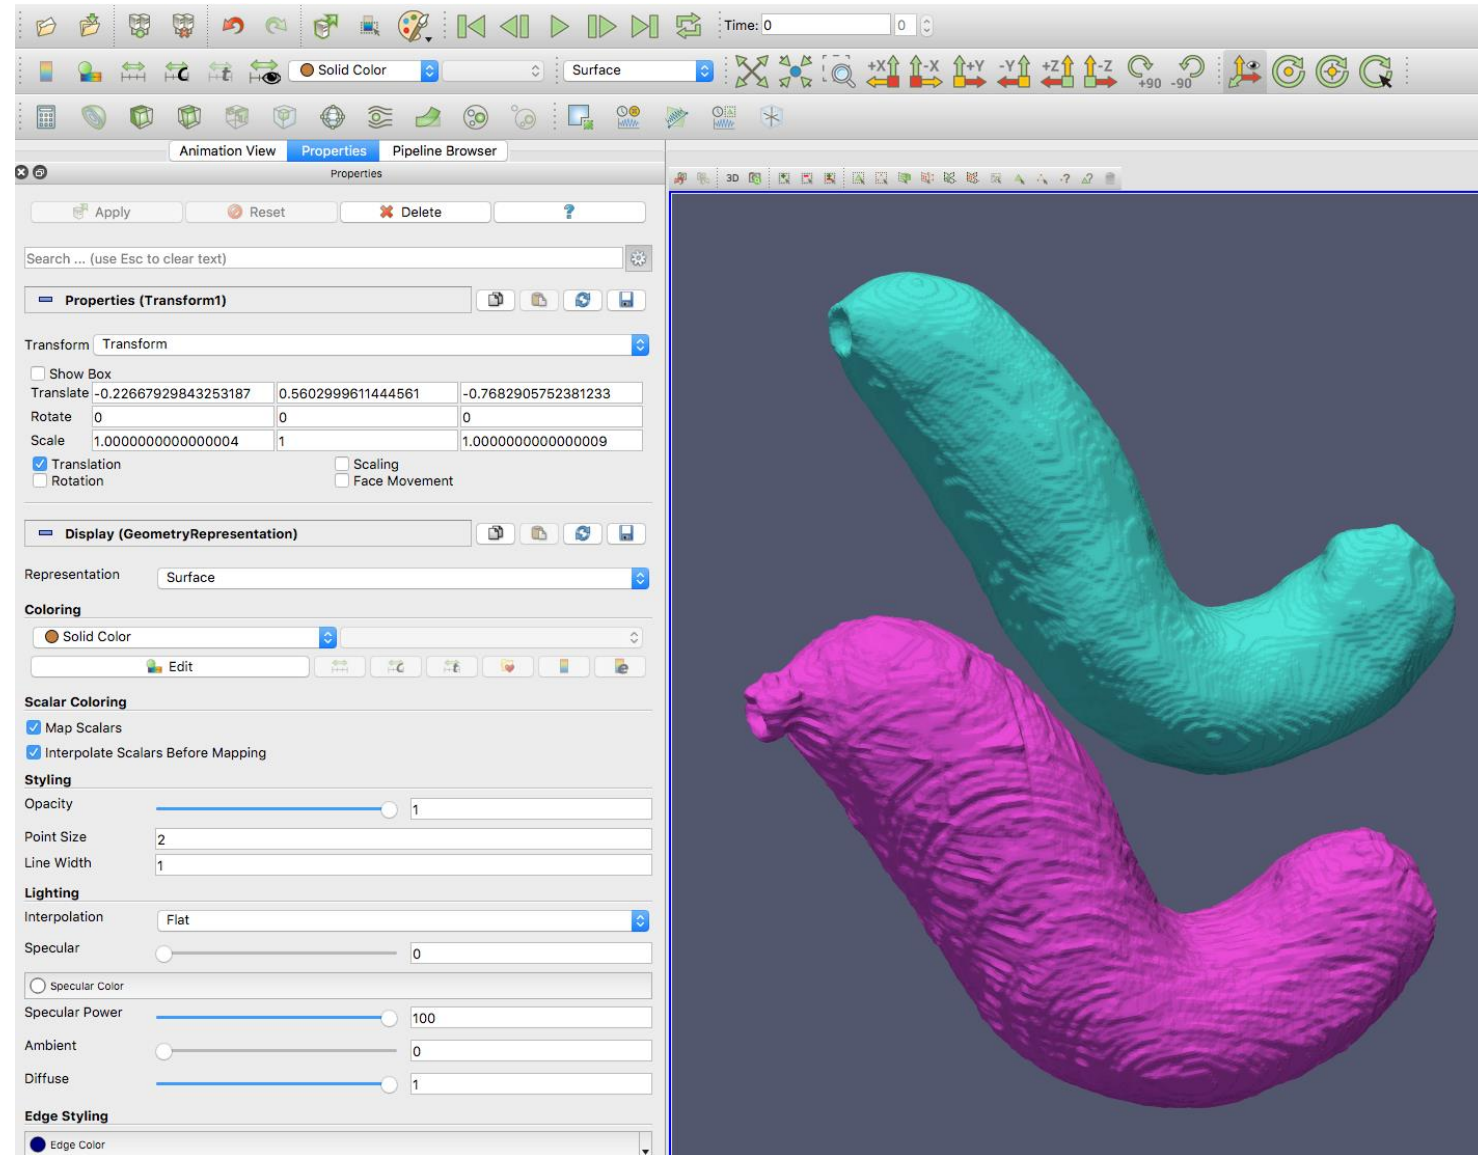 Time: 0 0
Solid Color Surface +X -X +Y -Y +Z -Z +90 -90
Animation View Properties Pipeline Browser
Properties
3D
Apply Reset Delete ?
Search ... (use Esc to clear text)
Properties (Transform1)
Transform Transform
Show Box
Translate -0.22667929843253187 0.5602999611444561 -0.7682905752381233
Rotate 0 0 0
Scale 1.0000000000000004 1 1.0000000000000009
Translation Scaling
Rotation Face Movement
Display (GeometryRepresentation)
Representation Surface
Coloring
Solid Color
Edit
Scalar Coloring
Map Scalars
Interpolate Scalars Before Mapping
Styling
Opacity 1
Point Size 2
Line Width 1
Lighting
Interpolation Flat
Specular 0
Specular Color
Specular Power 100
Ambient 0
Diffuse 1
Edge Styling
Edge Color